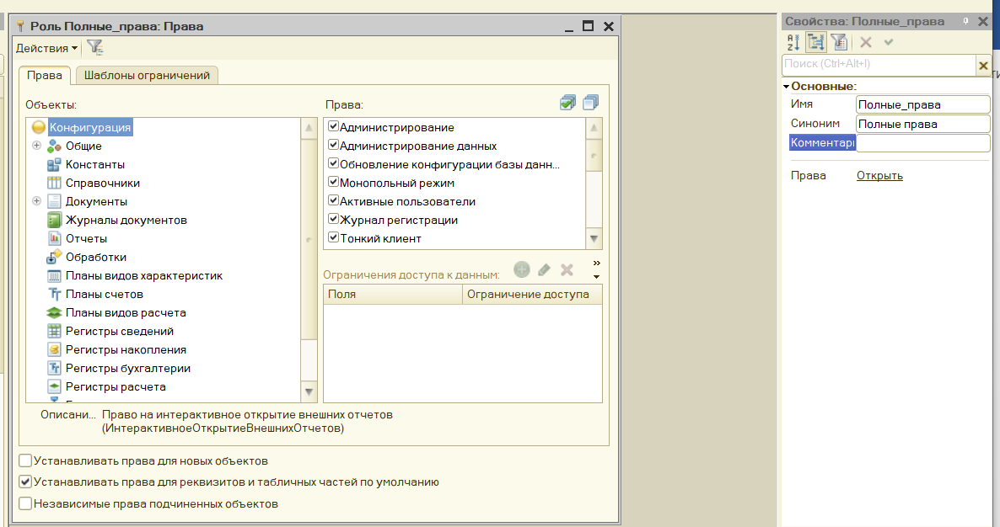 Роль Полные_права: Права
Действия
Права
Шаблоны ограничений
Объекты:
Конфигурация
Общие
Константы
Справочники
Документы
Журналы документов
Отчеты
Обработки
Планы видов характеристик
Планы счетов
Планы видов расчета
Регистры сведений
Регистры накопления
Регистры бухгалтерии
Регистры расчета
Права:
Администрирование
Администрирование данных
Обновление конфигурации базы данн...
Монопольный режим
Активные пользователи
Журнал регистрации
Тонкий клиент
Ограничения доступа к данным:
Поля
Ограничение доступа
Описани... Право на интерактивное открытие внешних отчетов
(ИнтерактивноеОткрытиеВнешнихОтчетов)
Устанавливать права для новых объектов
Устанавливать права для реквизитов и табличных частей по умолчанию
Независимые права подчиненных объектов
Свойства: Полные_права
Поиск (Ctrl+Alt+I)
Основные:
Имя Полные_права
Синоним Полные права
Комментарı
Права Открыть